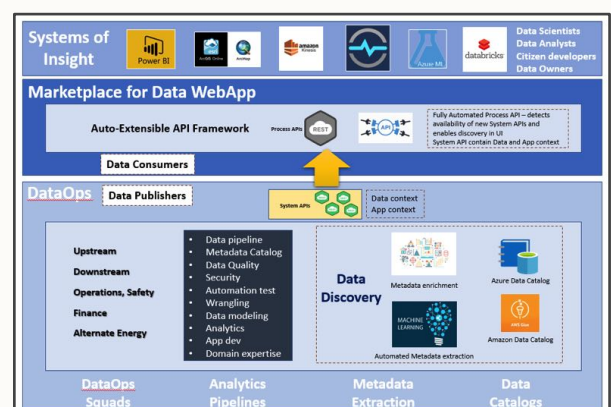 Systems of
Insight
Power BI
ArcGIS Online
ArcMap
amazon
Kinesis
Azure ML
databricks
Data Scientists
Data Analysts
Citizen developers
Data Owners
Marketplace for Data WebApp
Auto-Extensible API Framework
Process APIs
REST
API
Fully Automated Process API – detects
availability of new System APIs and
enables discovery in UI
System API contain Data and App context
Data Consumers
DataOps
Data Publishers
System APIs
Data context
App context
Upstream
Downstream
Operations, Safety
Finance
Alternate Energy
• Data pipeline
• Metadata Catalog
• Data Quality
• Security
• Automation test
• Wrangling
• Data modeling
• Analytics
• App dev
• Domain expertise
Data
Discovery
Metadata enrichment
MACHINE
LEARNING
Automated Metadata extraction
Azure Data Catalog
AWS Glue
Amazon Data Catalog
DataOps
Squads
Analytics
Pipelines
Metadata
Extraction
Data
Catalogs